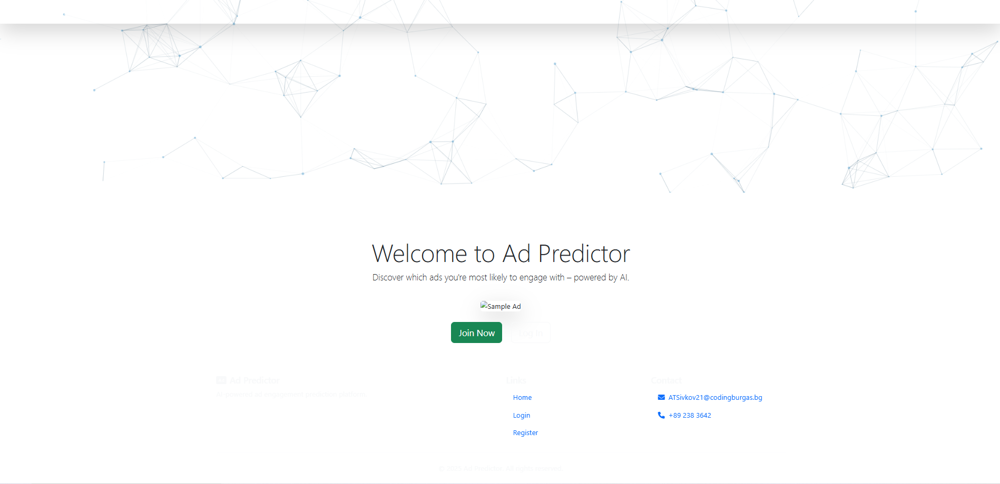 Welcome to Ad Predictor
Discover which ads you're most likely to engage with – powered by AI.
Sample Ad
Join Now
Log In
Ad Predictor
AI-powered ad engagement prediction platform.
Links
Home
Login
Register
Contact
ATSivkov21@codingburgas.bg
+89 238 3642
© 2025 Ad Predictor. All rights reserved.